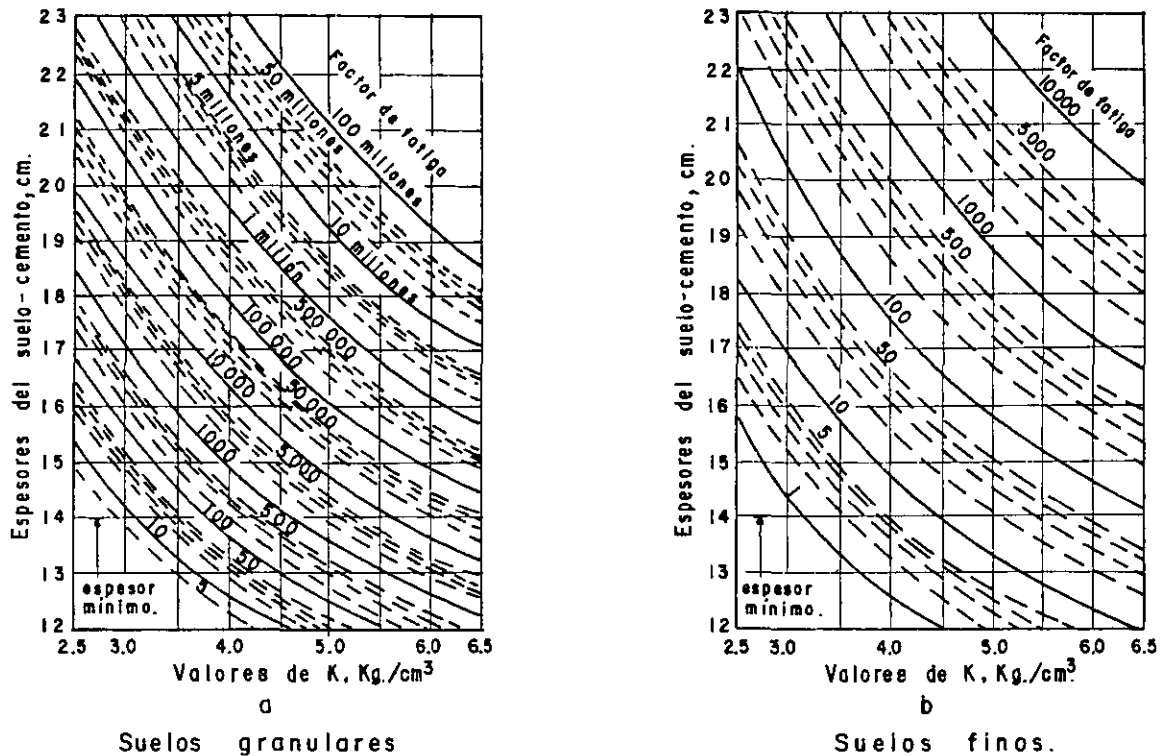 23
22
21
20
19
18
17
16
15
14
13
12
Espesores del suelo-cemento, cm.
Factor de fatiga
100 millones
50 millones
10 millones
5 millones
1 millón
500 000
100 000
50 000
10 000
5 000
1000
500
100
50
10
5
espesor
mínimo.
2.5 3.0 4.0 5.0 6.0 6.5
Valores de K, Kg./cm³
a
Suelos granulares
23
22
21
20
19
18
17
16
15
14
13
12
Espesores del suelo-cemento, cm.
Factor de fatiga
10000
5000
1000
500
100
50
10
5
1
espesor
mínimo.
2.5 3.0 4.0 5.0 6.0 6.5
Valores de K, Kg./cm³.
b
Suelos finos.